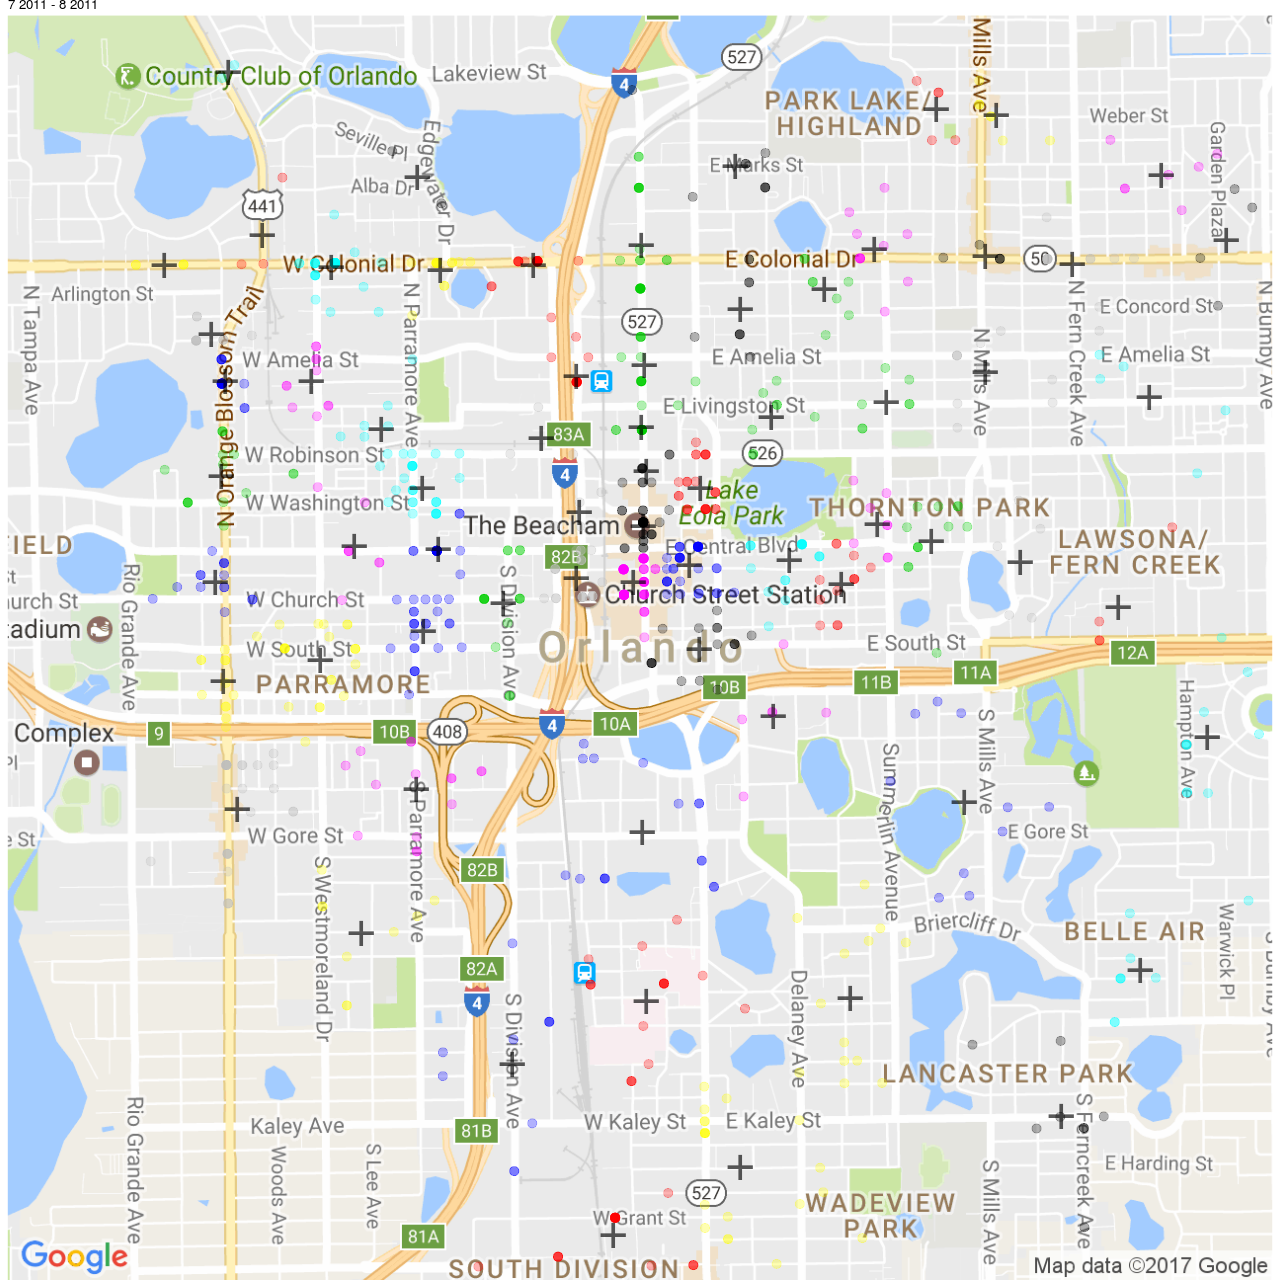 7 2011 - 8 2011
Country Club of Orlando
Lakeview St
4
527
Mills Ave
PARK LAKE/
HIGHLAND
Weber St
Garden Plaza
Seville Pl
Edgewater Dr
Alba Dr
E Marks St
441
W Colonial Dr
E Colonial Dr
50
Arlington St
N Tampa Ave
N Orange Blossom Trail
N Parramore Ave
527
E Concord St
N Fern Creek Ave
N Bumby Ave
W Amelia St
E Amelia St
E Amelia St
N Mills Ave
E Livingston St
83A
W Robinson St
526
4
W Washington St
Lake
Eola Park
THORNTON PARK
The Beacham
E Central Blvd
82B
LAWSONA/
FERN CREEK
FIELD
Rio Grande Ave
W Church St
S Division Ave
Church Street Station
Orlando
W South St
E South St
12A
11A
11B
10B
PARRAMORE
Complex
9
10B
408
4
10A
S Mills Ave
Hampton Ave
Summerlin Avenue
S Parramore Ave
W Gore St
E Gore St
82B
S Westmoreland Dr
Briercliff Dr
BELLE AIR
Warwick Pl
S Bumby Ave
82A
4
S Division Ave
Delaney Ave
LANCASTER PARK
Rio Grande Ave
Kaley Ave
81B
W Kaley St
E Kaley St
S Ferncreek Ave
E Harding St
Woods Ave
S Lee Ave
S Mills Ave
527
WADEVIEW
PARK
W Grant St
81A
SOUTH DIVISION
Google
Map data ©2017 Google